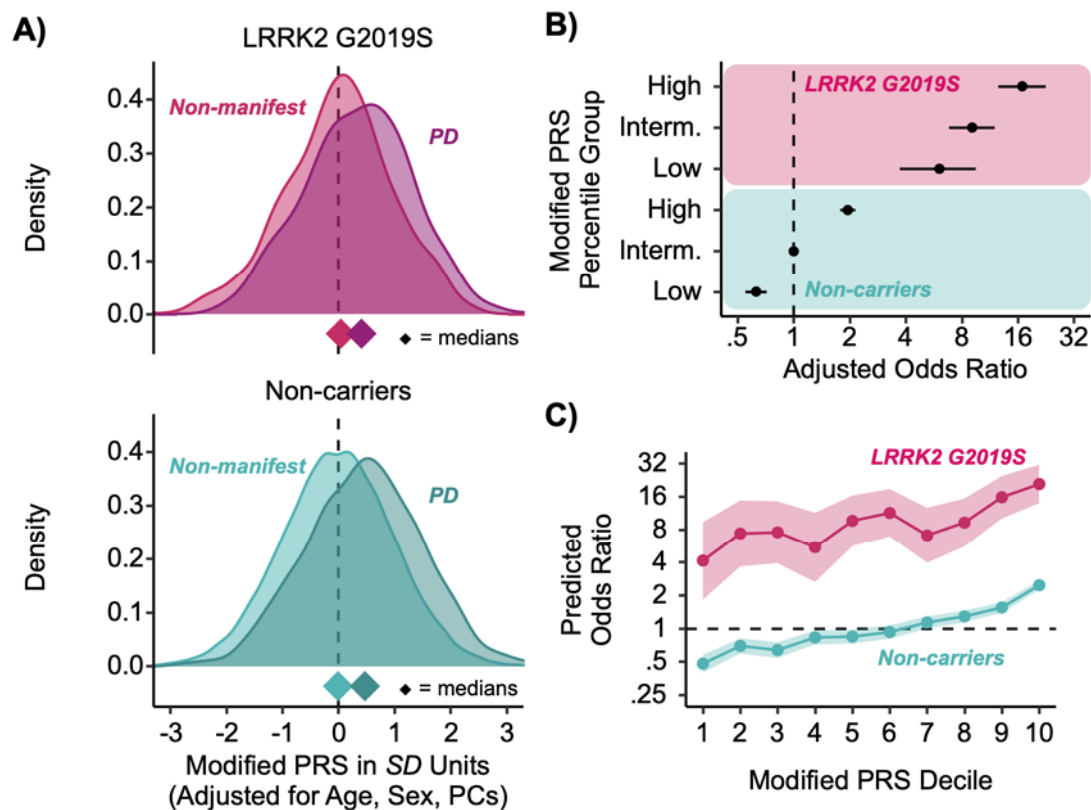 A)
LRRK2 G2019S
Non-manifest
PD
Density
0.4
0.3
0.2
0.1
0.0
◆ = medians
Non-carriers
Non-manifest
PD
Density
0.4
0.3
0.2
0.1
0.0
◆ = medians
-3 -2 -1 0 1 2 3
Modified PRS in SD Units
(Adjusted for Age, Sex, PCs)
B)
Modified PRS
Percentile Group
High
Interm.
Low
High
Interm.
Low
LRRK2 G2019S
Non-carriers
.5 1 2 4 8 16 32
Adjusted Odds Ratio
C)
Predicted
Odds Ratio
32
16
8
4
2
1
.5
.25
LRRK2 G2019S
Non-carriers
1 2 3 4 5 6 7 8 9 10
Modified PRS Decile